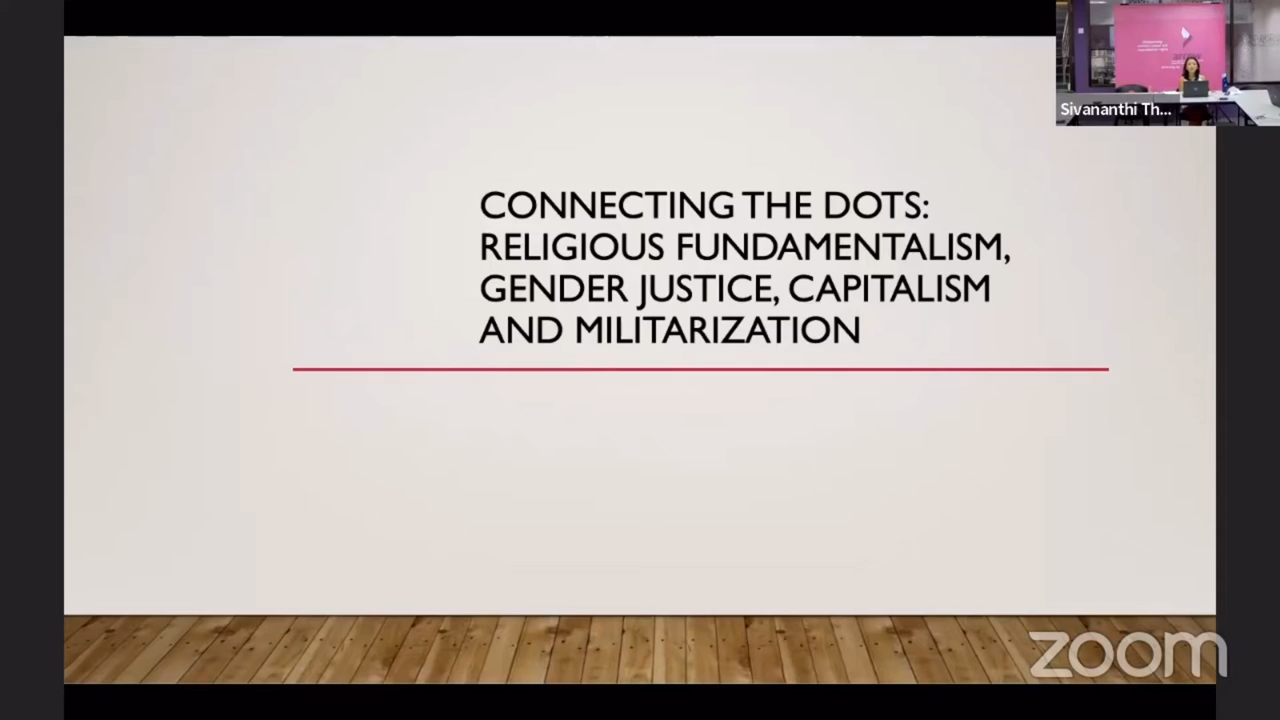 CONNECTING THE DOTS:
RELIGIOUS FUNDAMENTALISM,
GENDER JUSTICE, CAPITALISM
AND MILITARIZATION
Sivananthi Th...
zoom